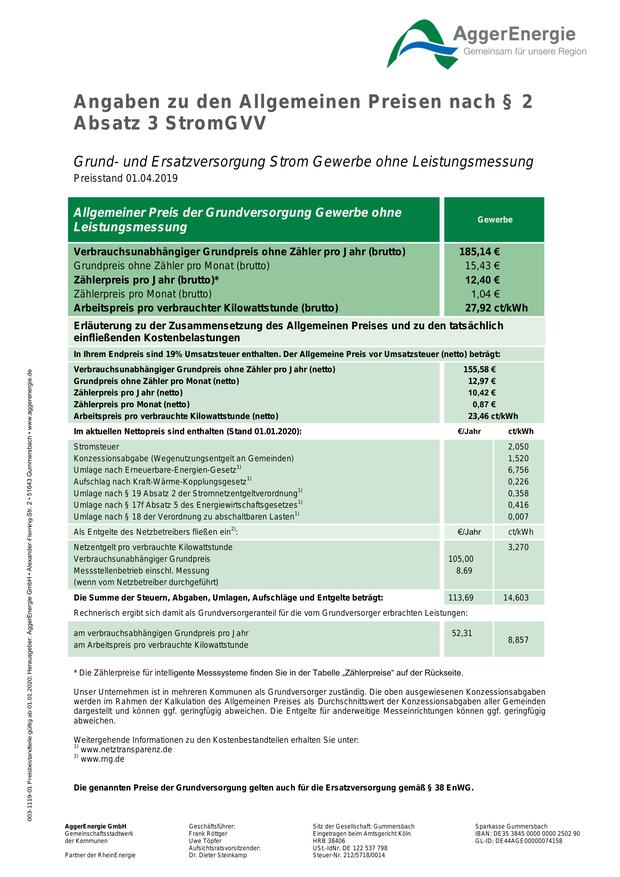 AggerEnergie
Gemeinsam für unsere Region
Angaben zu den Allgemeinen Preisen nach § 2
Absatz 3 StromGVV
Grund- und Ersatzversorgung Strom Gewerbe ohne Leistungsmessung
Preisstand 01.04.2019
Allgemeiner Preis der Grundversorgung Gewerbe ohne
Leistungsmessung
Gewerbe
Verbrauchsunabhängiger Grundpreis ohne Zähler pro Jahr (brutto) 185,14 €
Grundpreis ohne Zähler pro Monat (brutto) 15,43 €
Zählerpreis pro Jahr (brutto)* 12,40 €
Zählerpreis pro Monat (brutto) 1,04 €
Arbeitspreis pro verbrauchter Kilowattstunde (brutto) 27,92 ct/kWh
Erläuterung zu der Zusammensetzung des Allgemeinen Preises und zu den tatsächlich
einfließenden Kostenbelastungen
In Ihrem Endpreis sind 19% Umsatzsteuer enthalten. Der Allgemeine Preis vor Umsatzsteuer (netto) beträgt:
Verbrauchsunabhängiger Grundpreis ohne Zähler pro Jahr (netto) 155,58 €
Grundpreis ohne Zähler pro Monat (netto) 12,97 €
Zählerpreis pro Jahr (netto) 10,42 €
Zählerpreis pro Monat (netto) 0,87 €
Arbeitspreis pro verbrauchte Kilowattstunde (netto) 23,46 ct/kWh
Im aktuellen Nettopreis sind enthalten (Stand 01.01.2020): €/Jahr ct/kWh
Stromsteuer 2,050
Konzessionsabgabe (Wegenutzungsentgelt an Gemeinden) 1,520
Umlage nach Erneuerbare-Energien-Gesetz1) 6,756
Aufschlag nach Kraft-Wärme-Kopplungsgesetz1) 0,226
Umlage nach § 19 Absatz 2 der Stromnetzentgeltverordnung1) 0,358
Umlage nach § 17f Absatz 5 des Energiewirtschaftsgesetzes1) 0,416
Umlage nach § 18 der Verordnung zu abschaltbaren Lasten1) 0,007
Als Entgelte des Netzbetreibers fließen ein2): €/Jahr ct/kWh
Netzentgelt pro verbrauchte Kilowattstunde 3,270
Verbrauchsunabhängiger Grundpreis 105,00
Messstellenbetrieb einschl. Messung 8,69
(wenn vom Netzbetreiber durchgeführt)
Die Summe der Steuern, Abgaben, Umlagen, Aufschläge und Entgelte beträgt: 113,69 14,603
Rechnerisch ergibt sich damit als Grundversorgeranteil für die vom Grundversorger erbrachten Leistungen:
am verbrauchsabhängigen Grundpreis pro Jahr 52,31
am Arbeitspreis pro verbrauchte Kilowattstunde 8,857
* Die Zählerpreise für intelligente Messsysteme finden Sie in der Tabelle „Zählerpreise" auf der Rückseite.
Unser Unternehmen ist in mehreren Kommunen als Grundversorger zuständig. Die oben ausgewiesenen Konzessionsabgaben
werden im Rahmen der Kalkulation des Allgemeinen Preises als Durchschnittswert der Konzessionsabgaben aller Gemeinden
dargestellt und können ggf. geringfügig abweichen. Die Entgelte für anderweitige Messeinrichtungen können ggf. geringfügig
abweichen.
Weitergehende Informationen zu den Kostenbestandteilen erhalten Sie unter:
1) www.netztransparenz.de
2) www.rng.de
Die genannten Preise der Grundversorgung gelten auch für die Ersatzversorgung gemäß § 38 EnWG.
003-1119-01 Preisbestandteile gültig ab 01.01.2020; Herausgeber: AggerEnergie GmbH • Alexander-Fleming-Str. 2 • 51643 Gummersbach • www.aggerenergie.de
AggerEnergie GmbH
Gemeinschaftsstadtwerk
der Kommunen
Partner der RheinEnergie
Geschäftsführer:
Frank Röttger
Uwe Töpfer
Aufsichtsratsvorsitzender:
Dr. Dieter Steinkamp
Sitz der Gesellschaft: Gummersbach
Eingetragen beim Amtsgericht Köln
HRB 38406
USt.-IdNr. DE 122 537 798
Steuer-Nr. 212/5718/0014
Sparkasse Gummersbach
IBAN: DE35 3845 0000 0000 2502 90
GL-ID: DE44AGE00000074158